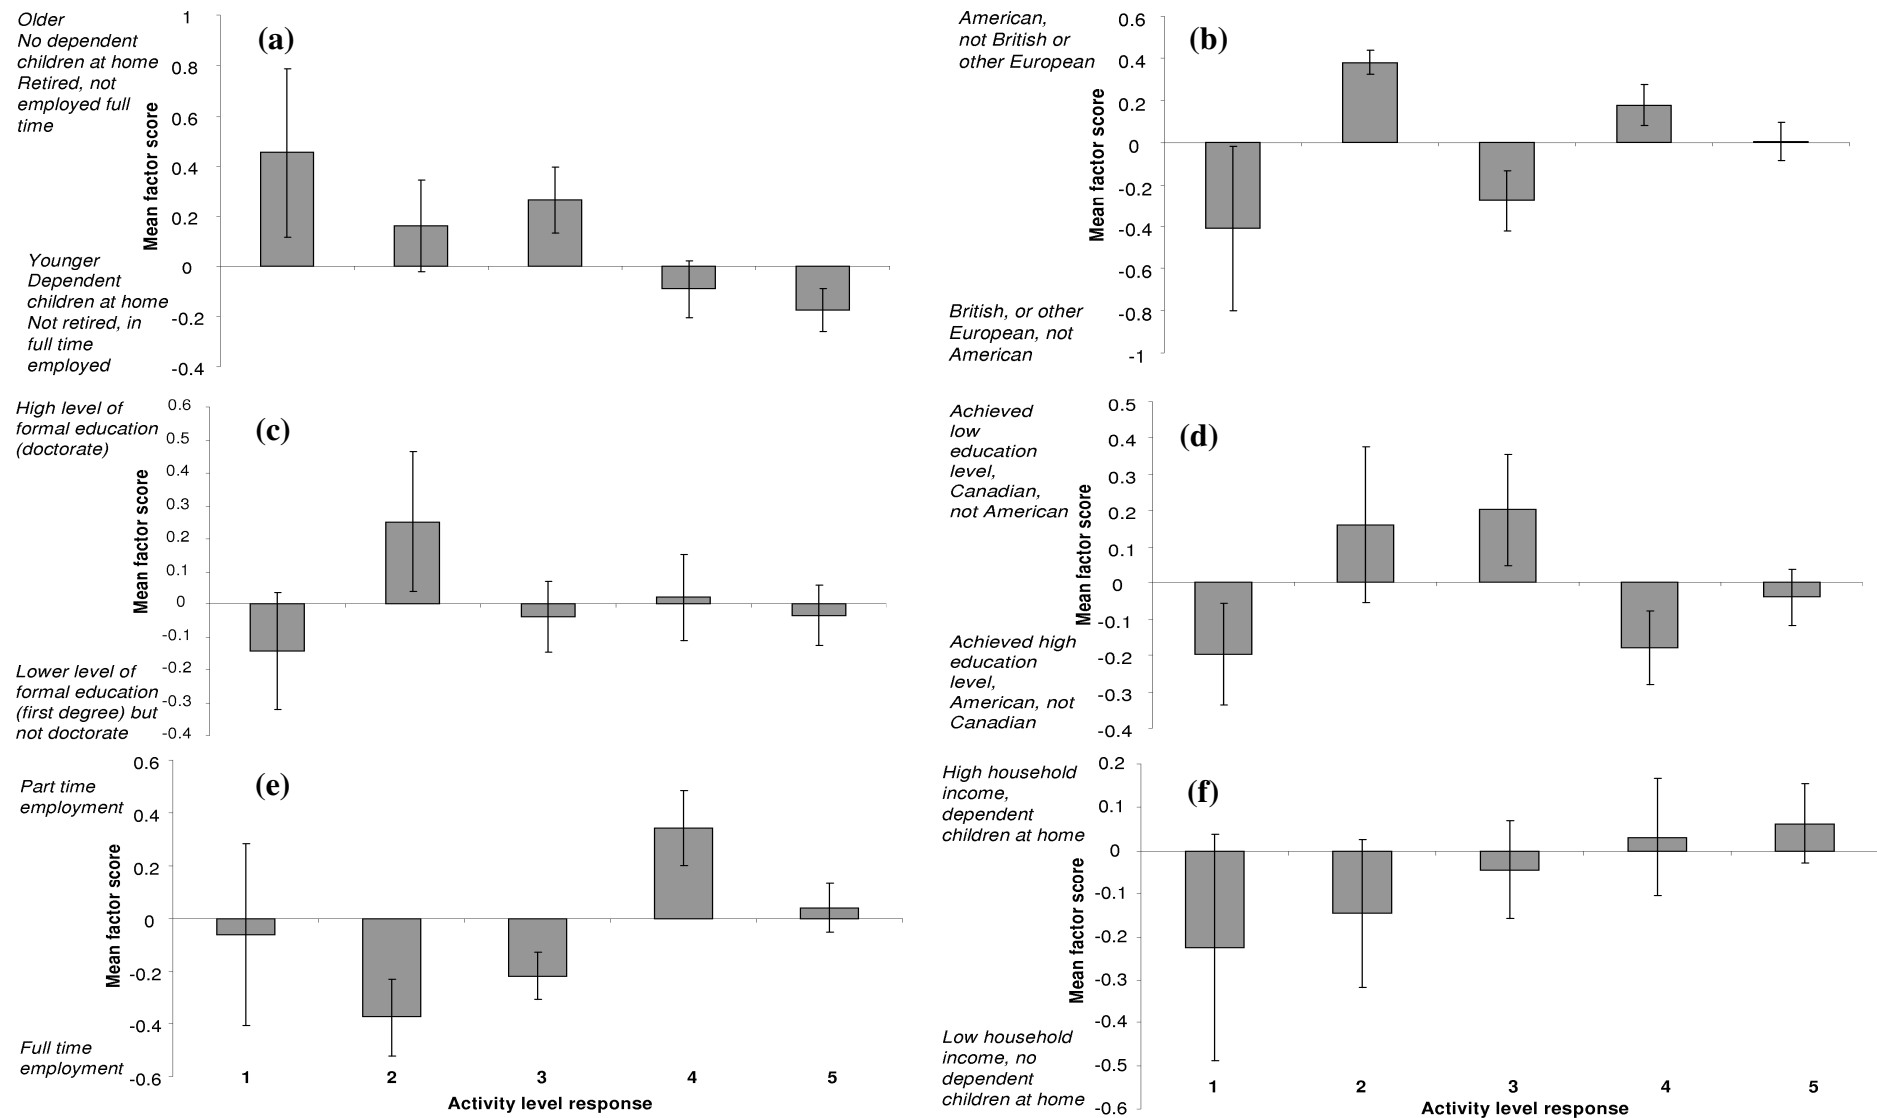 Older
No dependent
children at home
Retired, not
employed full
time
Younger
Dependent
children at home
Not retired, in
full time
employed
Mean factor score
1
0.8
0.6
0.4
0.2
0
-0.2
-0.4
(a)
American,
not British or
other European
British, or other
European, not
American
Mean factor score
0.6
0.4
0.2
0
-0.2
-0.4
-0.6
-0.8
-1
(b)
High level of
formal education
(doctorate)
Lower level of
formal education
(first degree) but
not doctorate
Mean factor score
0.6
0.5
0.4
0.3
0.2
0.1
0
-0.1
-0.2
-0.3
-0.4
(c)
Achieved
low
education
level,
Canadian,
not American
Achieved high
education
level,
American, not
Canadian
Mean factor score
0.5
0.4
0.3
0.2
0.1
0
-0.1
-0.2
-0.3
-0.4
(d)
Part time
employment
Full time
employment
Mean factor score
0.6
0.4
0.2
0
-0.2
-0.4
-0.6
(e)
1 2 3 4 5
Activity level response
High household
income,
dependent
children at home
Low household
income, no
dependent
children at home
Mean factor score
0.2
0.1
0
-0.1
-0.2
-0.3
-0.4
-0.5
-0.6
(f)
1 2 3 4 5
Activity level response